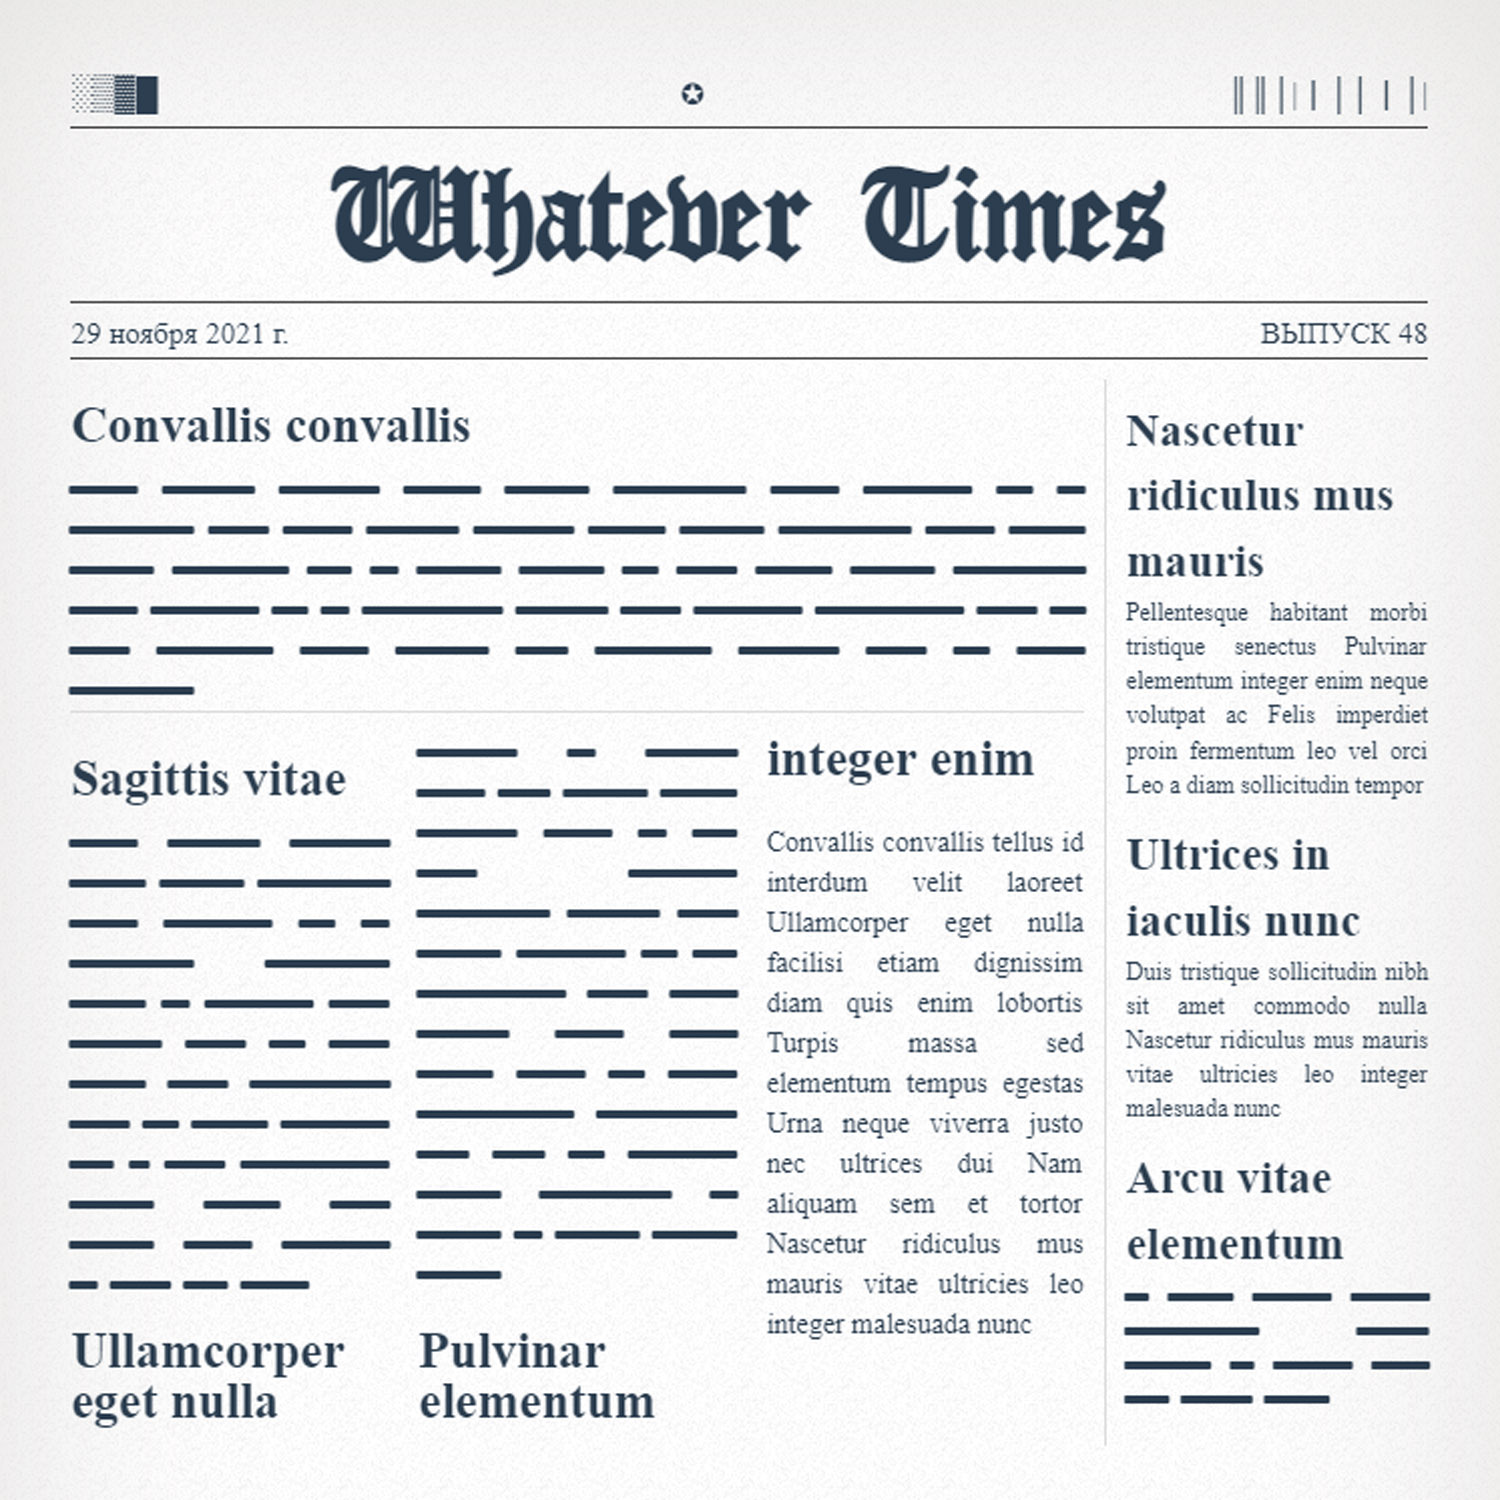 Whatever Times
29 ноября 2021 г.
ВЫПУСК 48
Convallis convallis
Sagittis vitae
Ullamcorper
eget nulla
Pulvinar
elementum
integer enim
Convallis convallis tellus id
interdum velit laoreet
Ullamcorper eget nulla
facilisi etiam dignissim
diam quis enim lobortis
Turpis massa sed
elementum tempus egestas
Urna neque viverra justo
nec ultrices dui Nam
aliquam sem et tortor
Nascetur ridiculus mus
mauris vitae ultricies leo
integer malesuada nunc
Nascetur
ridiculus mus
mauris
Pellentesque habitant morbi
tristique senectus Pulvinar
elementum integer enim neque
volutpat ac Felis imperdiet
proin fermentum leo vel orci
Leo a diam sollicitudin tempor
Ultrices in
iaculis nunc
Duis tristique sollicitudin nibh
sit amet commodo nulla
Nascetur ridiculus mus mauris
vitae ultricies leo integer
malesuada nunc
Arcu vitae
elementum